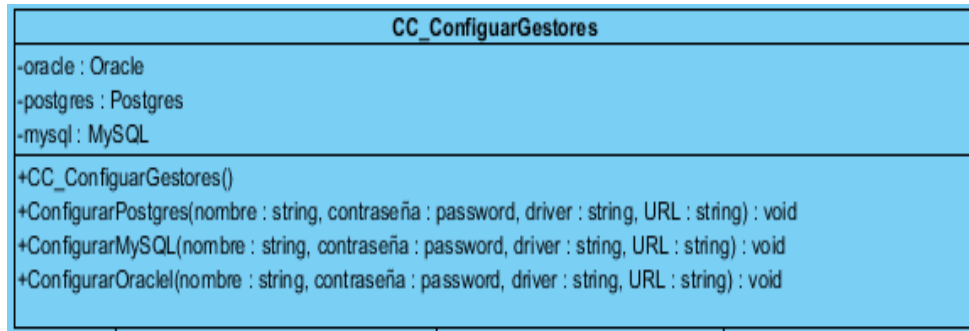 CC_ConfiguarGestores
-oracle : Oracle
-postgres : Postgres
-mysql : MySQL
+CC_ConfiguarGestores()
+ConfigurarPostgres(nombre : string, contraseña : password, driver : string, URL : string) : void
+ConfigurarMySQL(nombre : string, contraseña : password, driver : string, URL : string) : void
+ConfigurarOraclel(nombre : string, contraseña : password, driver : string, URL : string) : void